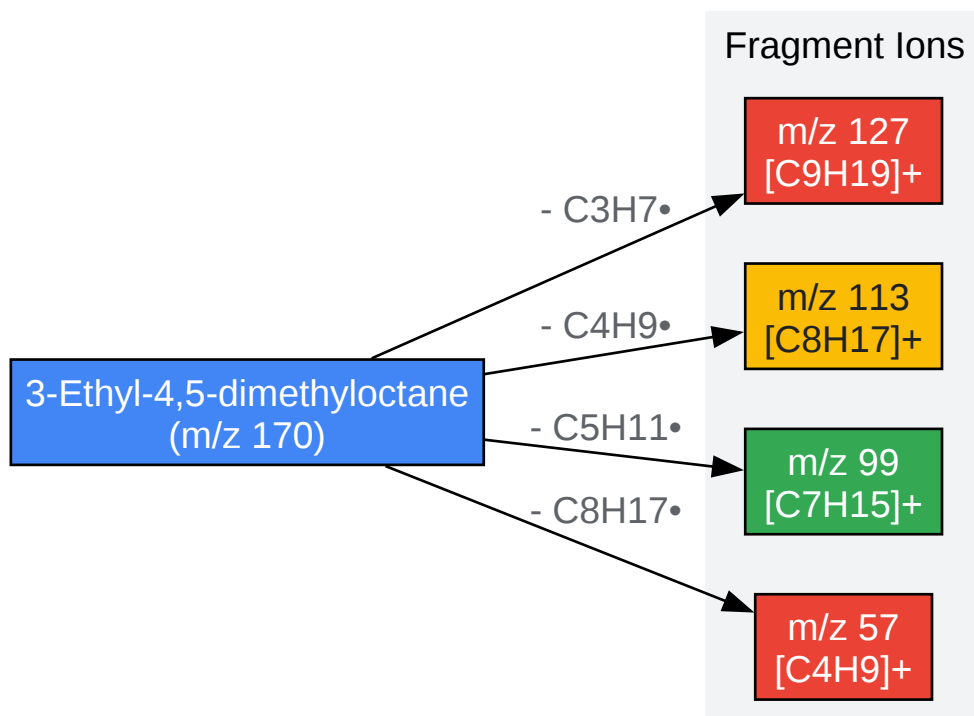 Fragment Ions
m/z 127
[C9H19]+
- C3H7•
m/z 113
[C8H17]+
- C4H9•
3-Ethyl-4,5-dimethyloctane
(m/z 170)
- C5H11•
m/z 99
[C7H15]+
- C8H17•
m/z 57
[C4H9]+